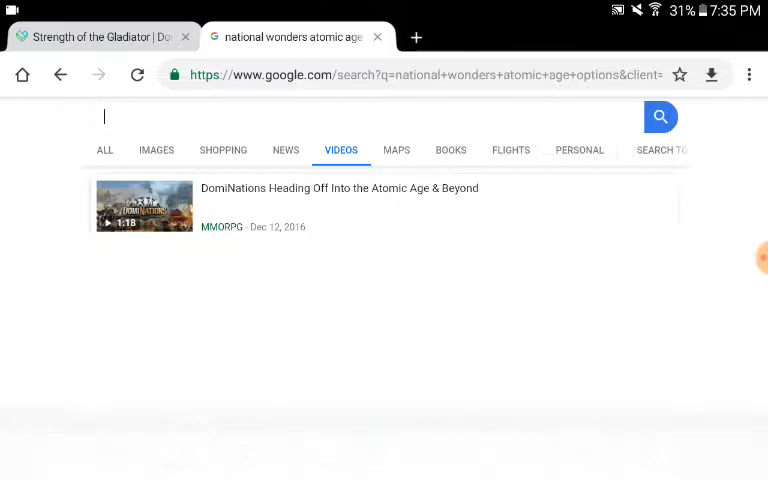 31% 7:35 PM
Strength of the Gladiator | Do
national wonders atomic age
https://www.google.com/search?q=national+wonders+atomic+age+options&client=
ALL IMAGES SHOPPING NEWS VIDEOS MAPS BOOKS FLIGHTS PERSONAL SEARCH TO
DomiNations Heading Off Into the Atomic Age & Beyond
DOMINATIONS
1:18
MMORPG - Dec 12, 2016